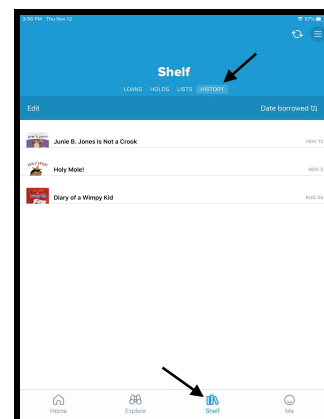 3:56 PM Thu Nov 12 57%
Shelf
LOANS HOLDS LISTS HISTORY
Edit Date borrowed
Junie B. Jones Is Not a Crook NOV 12
Holy Mole! NOV 3
Diary of a Wimpy Kid AUG 24
Home Explore Shelf Me